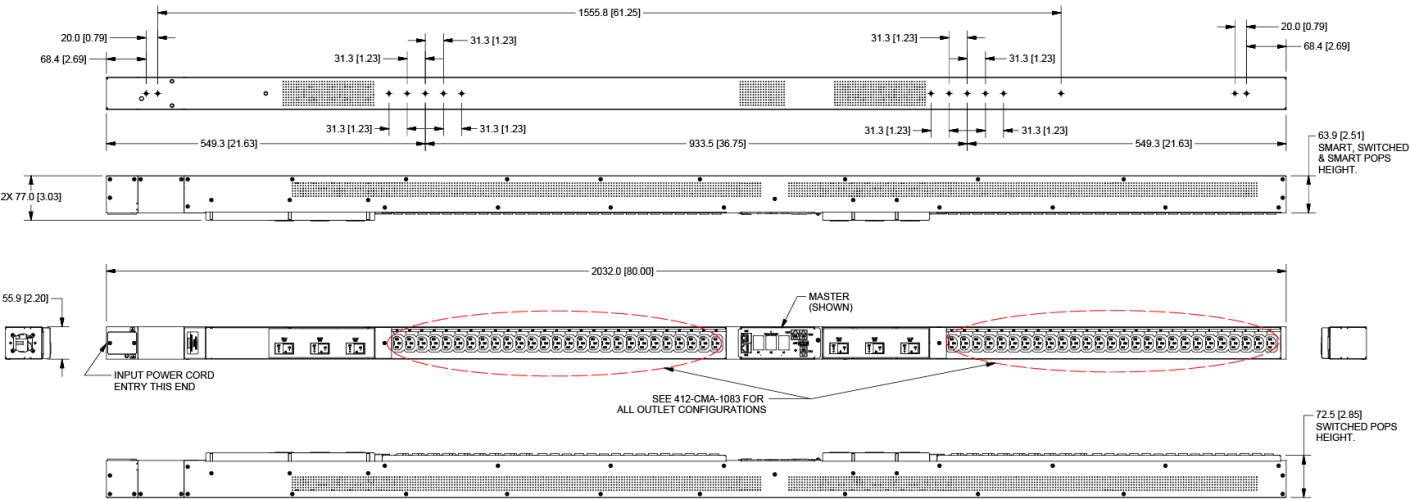 1555.8 [61.25]
20.0 [0.79]
31.3 [1.23]
31.3 [1.23]
20.0 [0.79]
68.4 [2.69]
31.3 [1.23]
31.3 [1.23]
68.4 [2.69]
31.3 [1.23]
31.3 [1.23]
31.3 [1.23]
31.3 [1.23]
549.3 [21.63]
933.5 [36.75]
549.3 [21.63]
63.9 [2.51]
SMART, SWITCHED
& SMART POPS
HEIGHT.
2X 77.0 [3.03]
2032.0 [80.00]
55.9 [2.20]
MASTER
(SHOWN)
INPUT POWER CORD
ENTRY THIS END
SEE 412-CMA-1083 FOR
ALL OUTLET CONFIGURATIONS
72.5 [2.85]
SWITCHED POPS
HEIGHT.